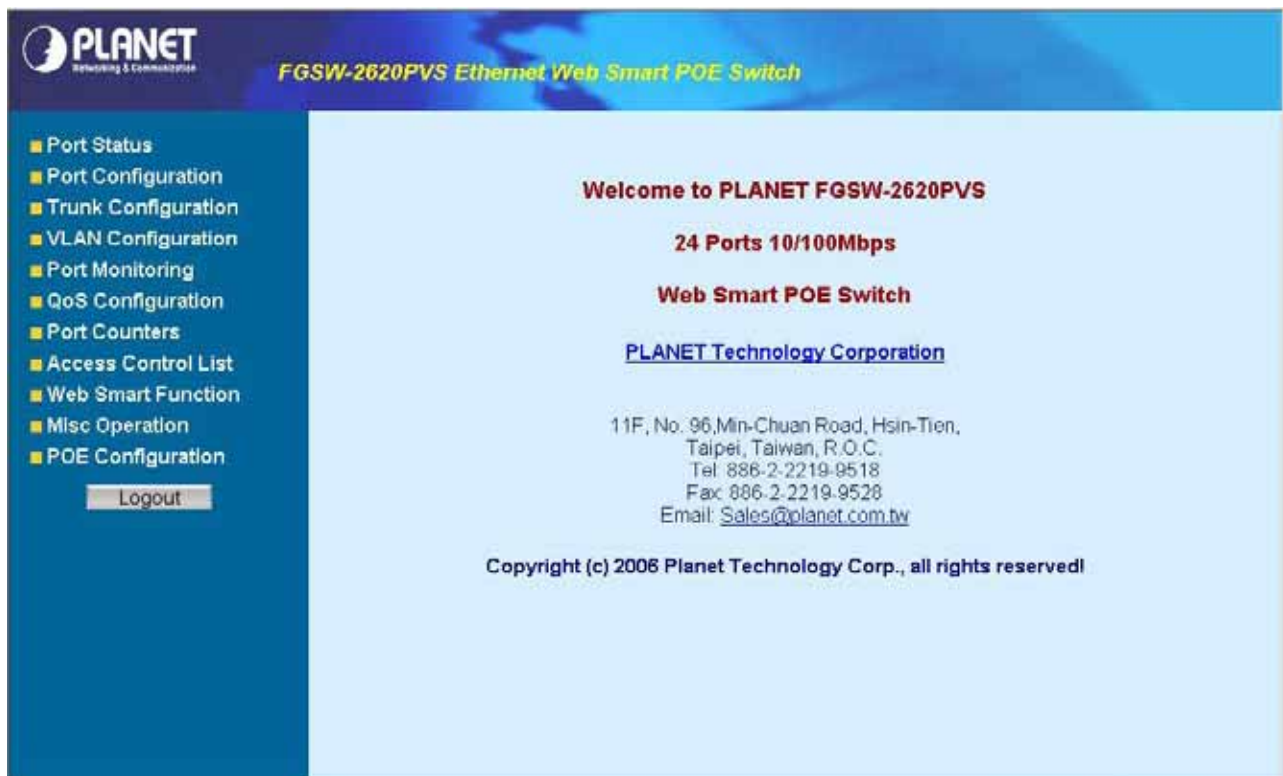 PLANET
Networking & Communication
FGSW-2620PVS Ethernet Web Smart POE Switch
Port Status
Port Configuration
Trunk Configuration
VLAN Configuration
Port Monitoring
QoS Configuration
Port Counters
Access Control List
Web Smart Function
Misc Operation
POE Configuration
Logout
Welcome to PLANET FGSW-2620PVS
24 Ports 10/100Mbps
Web Smart POE Switch
PLANET Technology Corporation
11F, No. 96,Min-Chuan Road, Hsin-Tien,
Taipei, Taiwan, R.O.C.
Tel: 886-2-2219-9518
Fax: 886-2-2219-9528
Email: Sales@planet.com.tw
Copyright (c) 2006 Planet Technology Corp., all rights reserved!